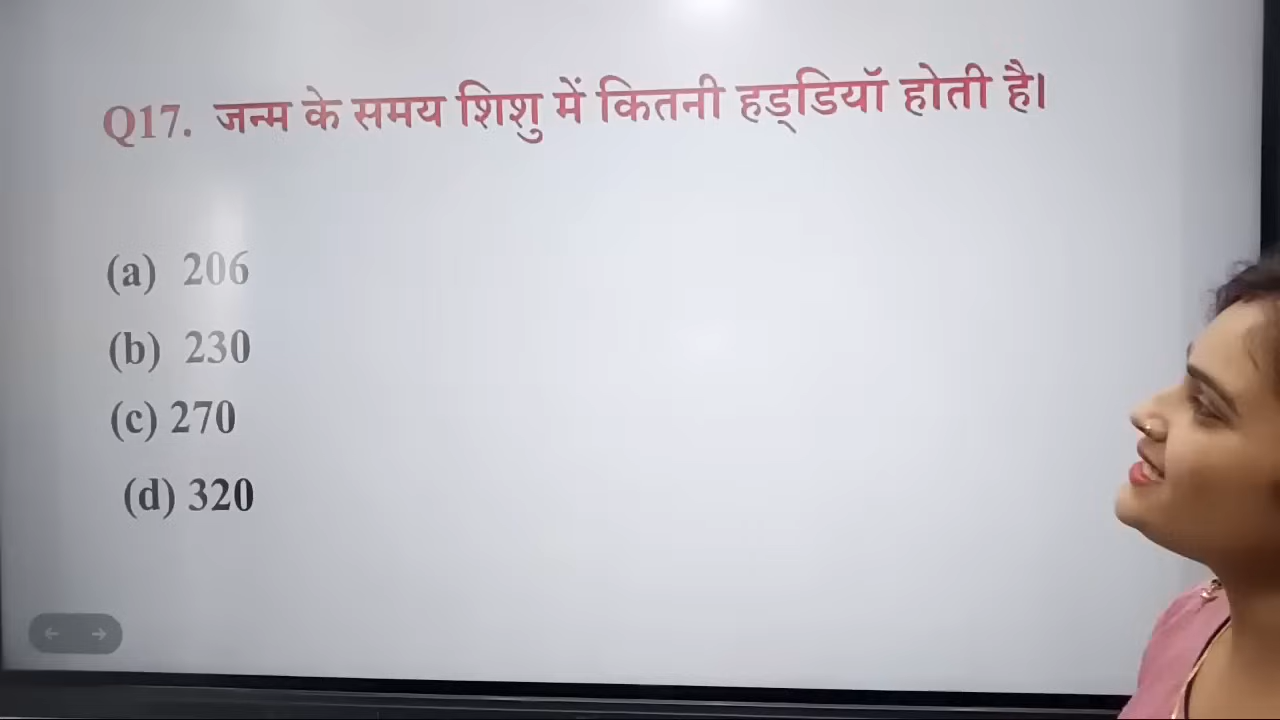 Q17. जन्म के समय शिशु में कितनी हड्डियॉ होती है।
(a) 206
(b) 230
(c) 270
(d) 320